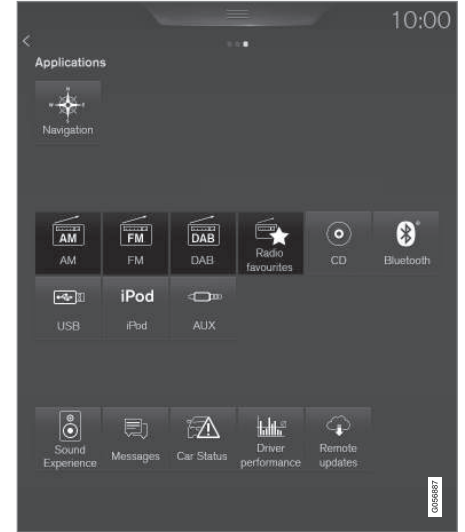 10:00
Applications
N
W E
S
Navigation
AM FM DAB
AM FM DAB Radio favourites CD Bluetooth
iPod
USB iPod AUX
Sound Experience Messages Car Status Driver performance Remote updates
G056887